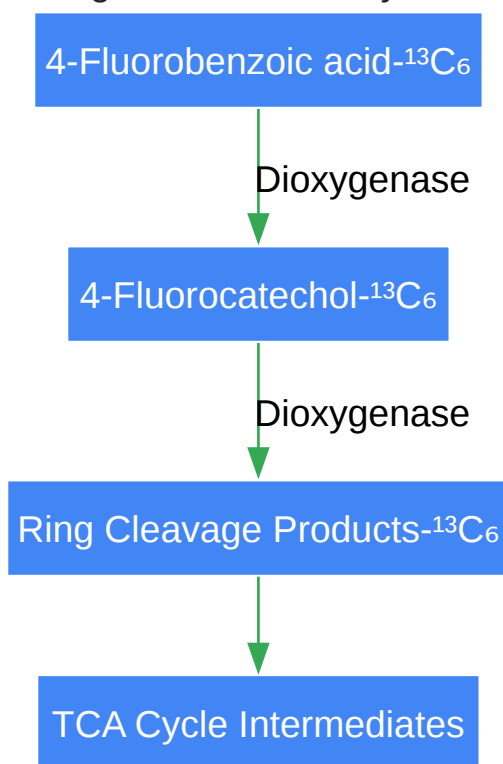 4-Fluorobenzoic acid-¹³C₆
Dioxygenase
4-Fluorocatechol-¹³C₆
Dioxygenase
Ring Cleavage Products-¹³C₆
TCA Cycle Intermediates